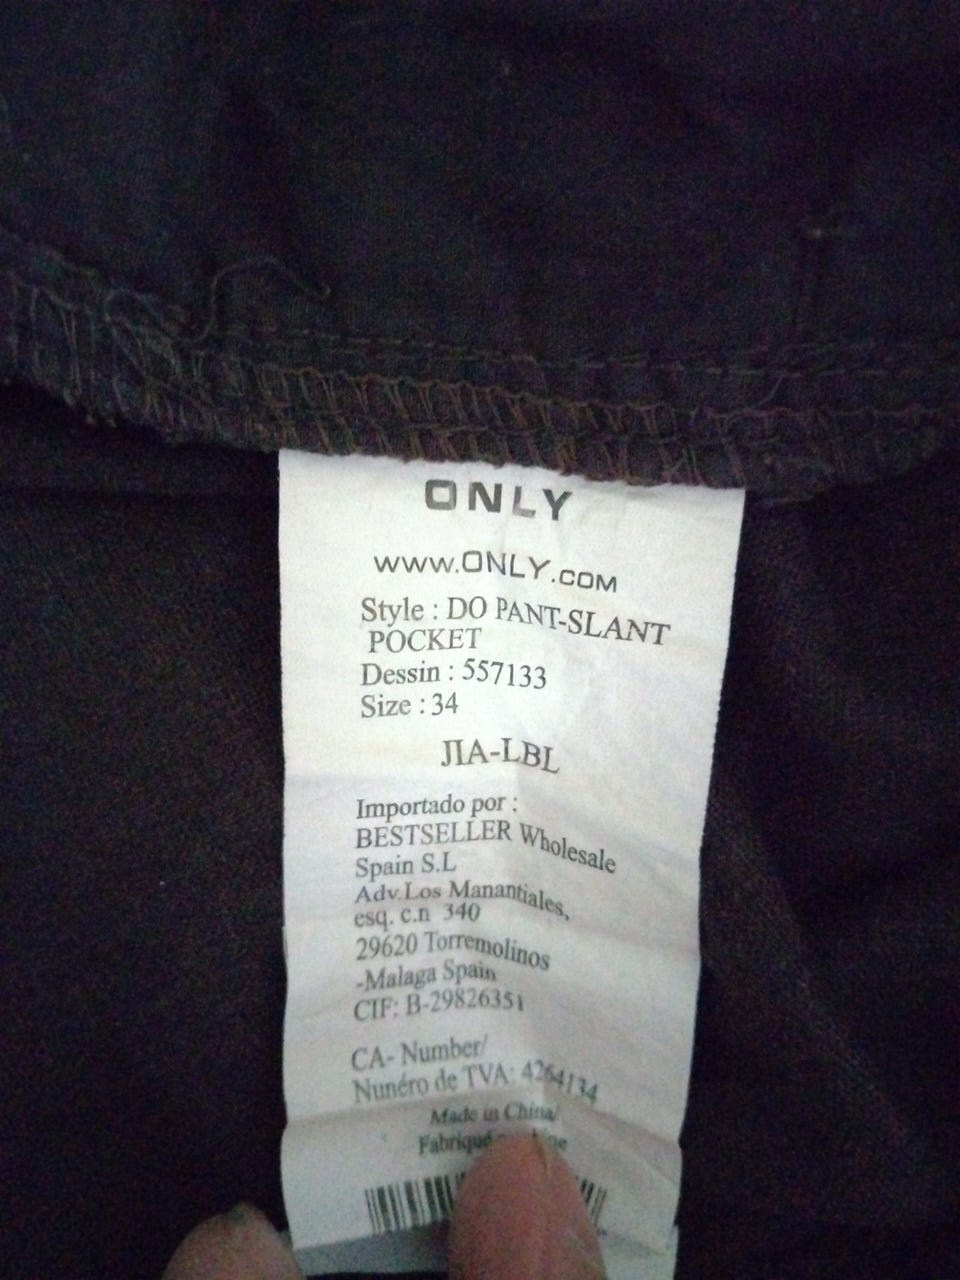 ONLY
www.ONLY.COM
Style : DO PANT-SLANT
POCKET
Dessin : 557133
Size : 34
JIA-LBL
Importado por :
BESTSELLER Wholesale
Spain S.L
Adv.Los Manantiales,
esq. c.n 340
29620 Torremolinos
-Malaga Spain
CIF: B-29826351
CA- Number/
Nunéro de TVA: 4264134
Made in China/
Fabriqué